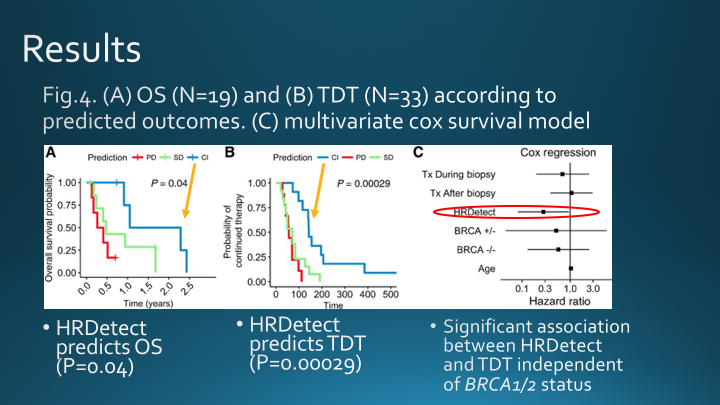 Results
Fig.4. (A) OS (N=19) and (B) TDT (N=33) according to
predicted outcomes. (C) multivariate cox survival model
A
Prediction PD SD CI
P = 0.04
Overall survival probability
1.00
0.75
0.50
0.25
0.00
0.0 0.5 1.0 1.5 2.0 2.5
Time (years)
B
Prediction CI PD SD
P = 0.00029
Probability of
continued therapy
1.00
0.75
0.50
0.25
0.00
0 100 200 300 400 500
Time
C
Cox regression
Tx During biopsy
Tx After biopsy
HRDetect
BRCA +/-
BRCA -/-
Age
0.1 0.3 1.0 3.0
Hazard ratio
• HRDetect
predicts OS
(P=0.04)
• HRDetect
predicts TDT
(P=0.00029)
• Significant association
between HRDetect
and TDT independent
of BRCA1/2 status